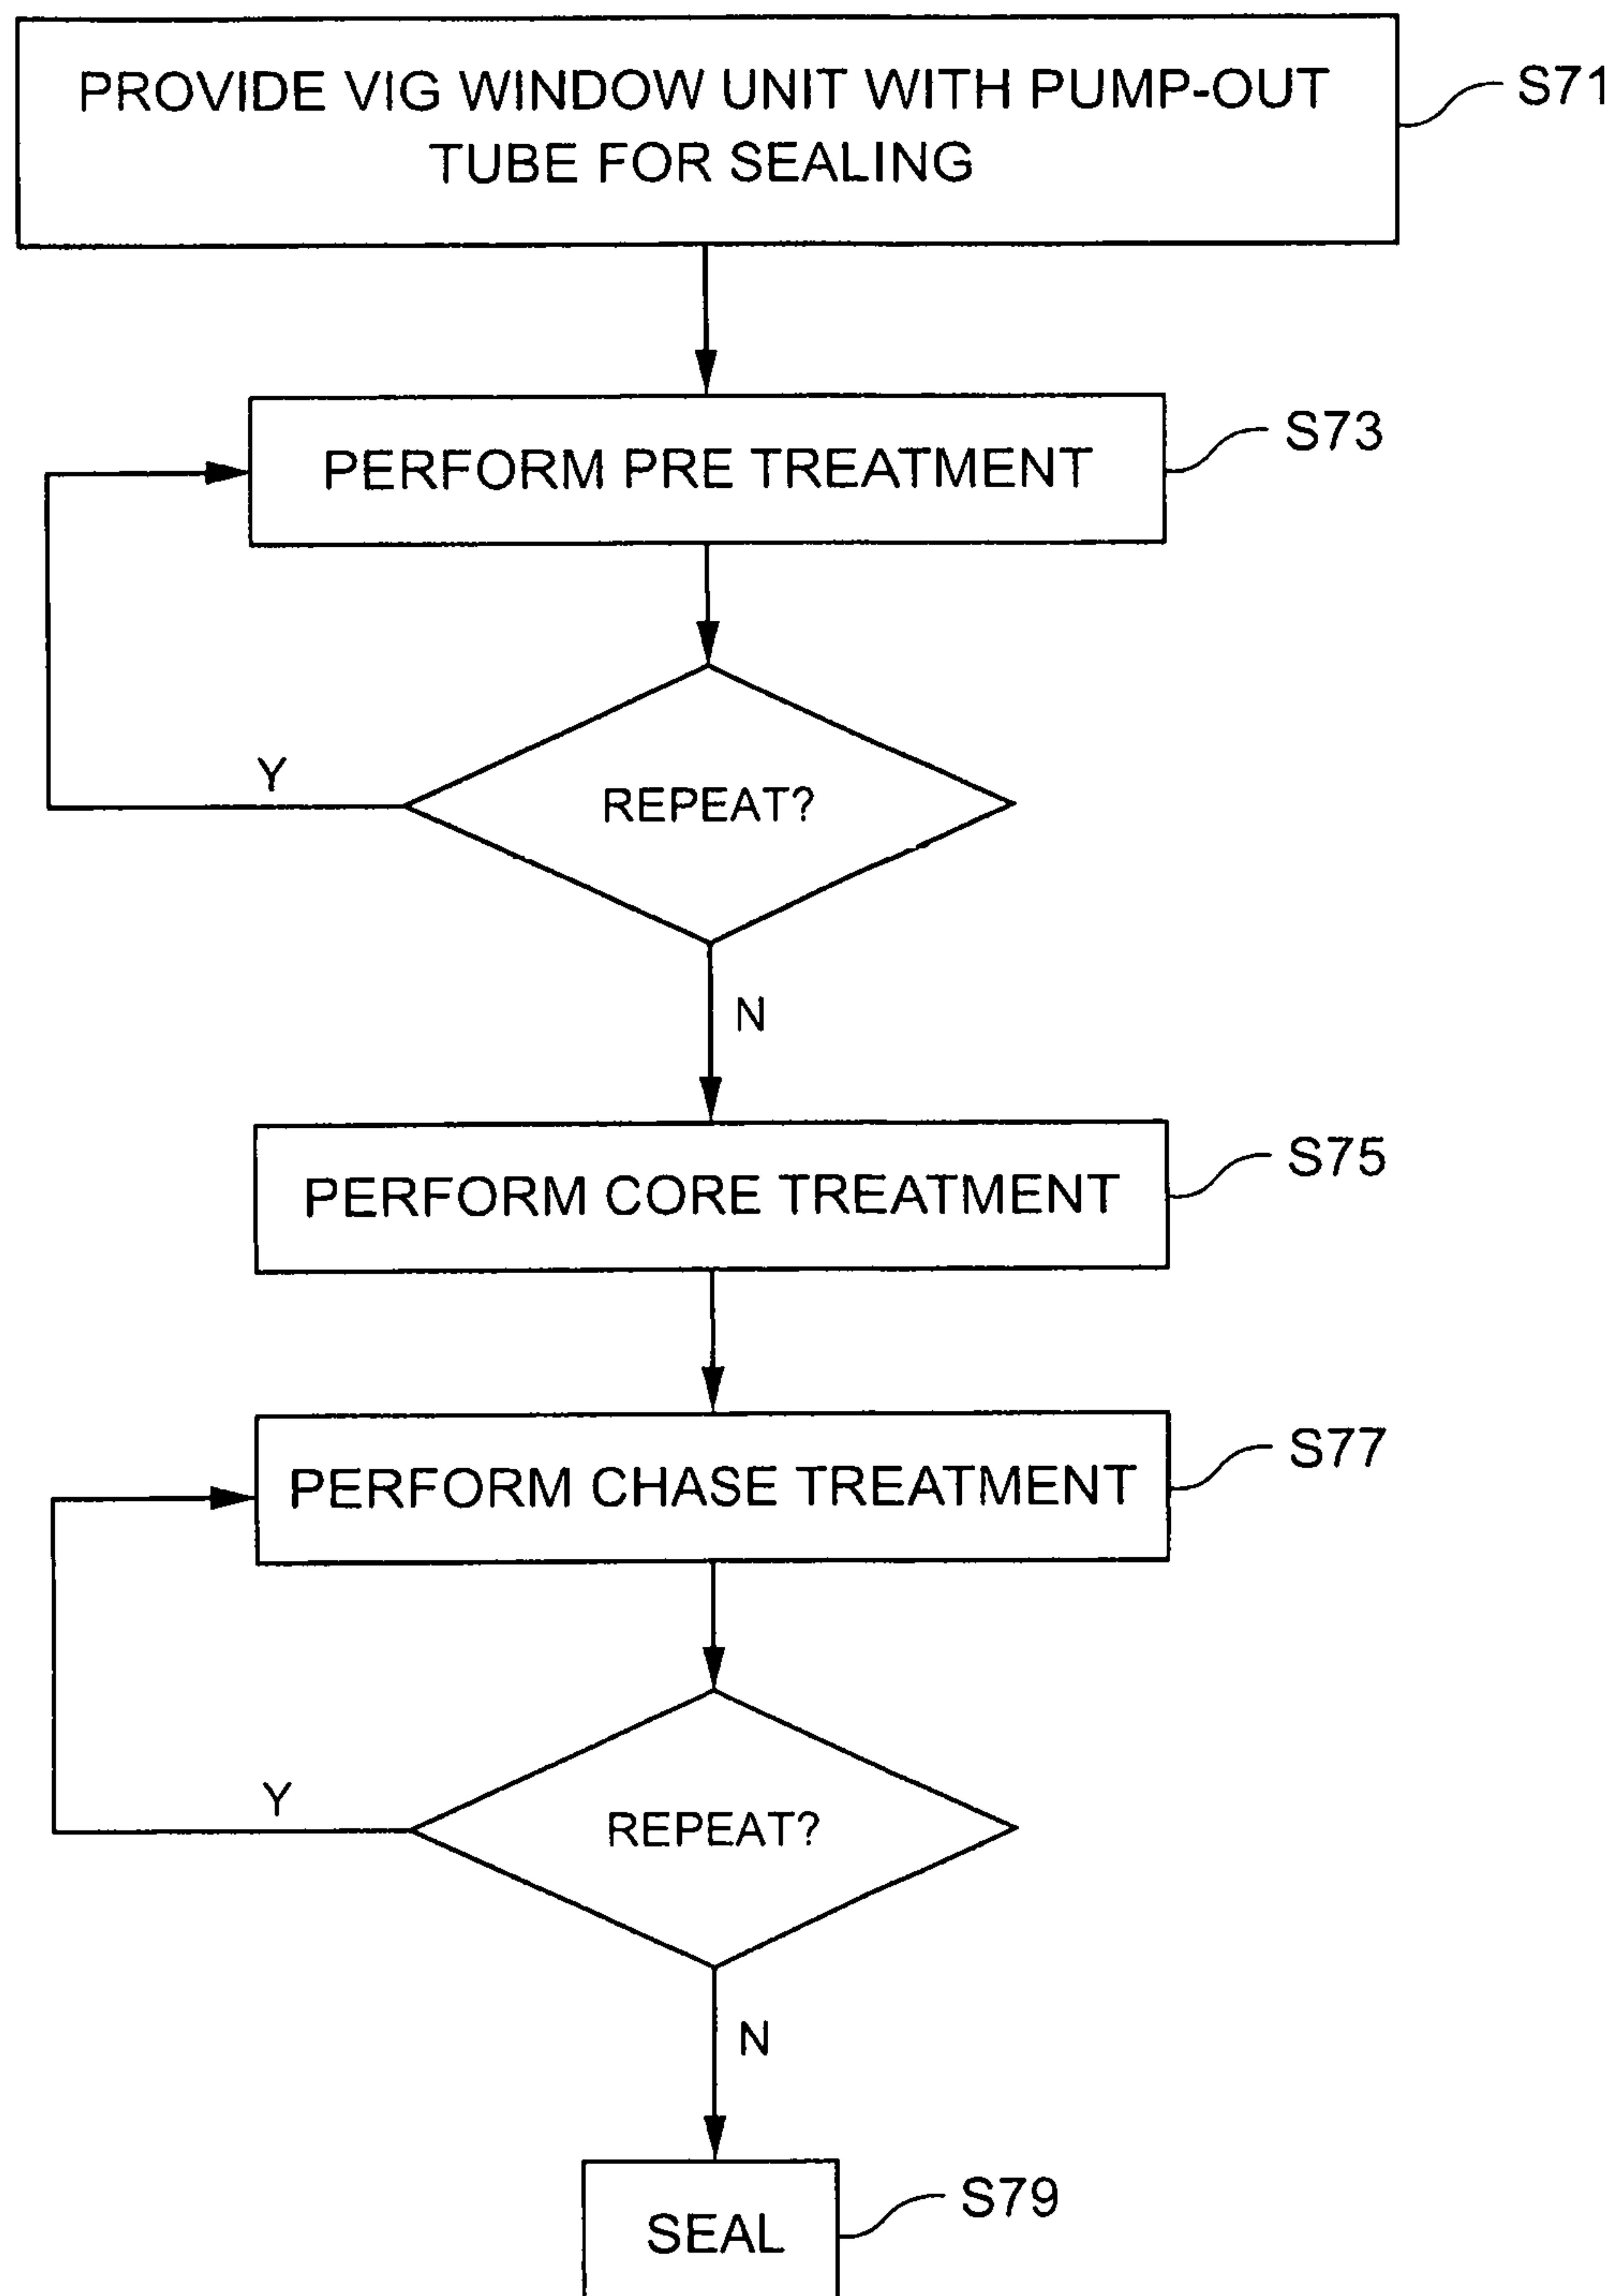 PROVIDE VIG WINDOW UNIT WITH PUMP-OUT
TUBE FOR SEALING
S71
PERFORM PRE TREATMENT
S73
REPEAT?
Y
N
PERFORM CORE TREATMENT
S75
PERFORM CHASE TREATMENT
S77
REPEAT?
Y
N
SEAL
S79